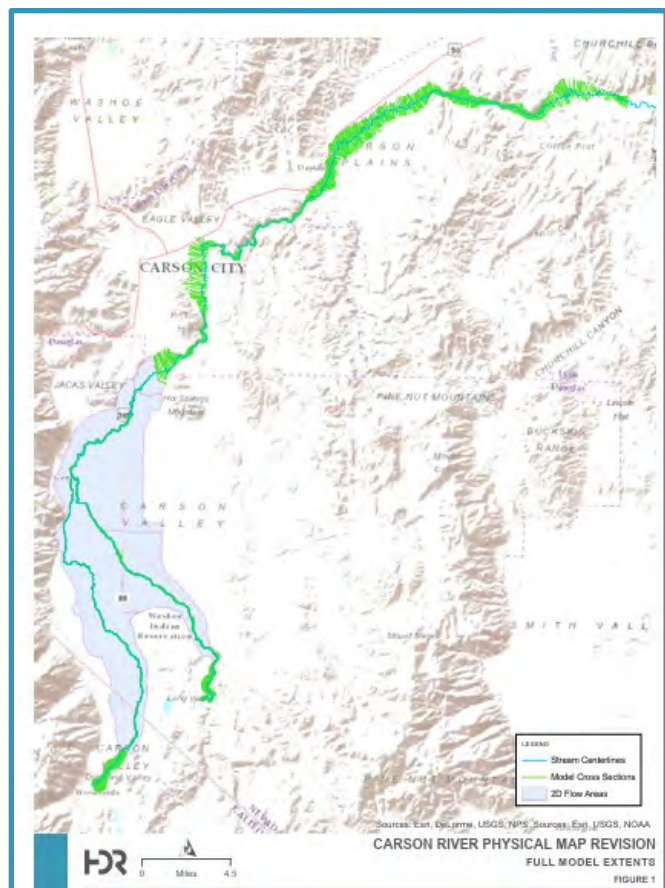 50
WASHOE
VALLEY
CARSON
PLAINS
EAGLE VALLEY
CARSON CITY
Douglas
JACKS VALLEY
Hot Springs
Mountain
CHURCHILL CANYON
PINE NUT MOUNTAIN
BUCKSKIN
RANGE
CARSON
VALLEY
88
Washoe
Indian
Reservation
SMITH VALL
CARSON
VALLEY
LEGEND
Stream Centerlines
Model Cross Sections
2D Flow Areas
Sources: Esri, DeLorme, USGS, NPS, Sources: Esri, USGS, NOAA
CARSON RIVER PHYSICAL MAP REVISION
FULL MODEL EXTENTS
FIGURE 1
HDR
0 Miles 4.5